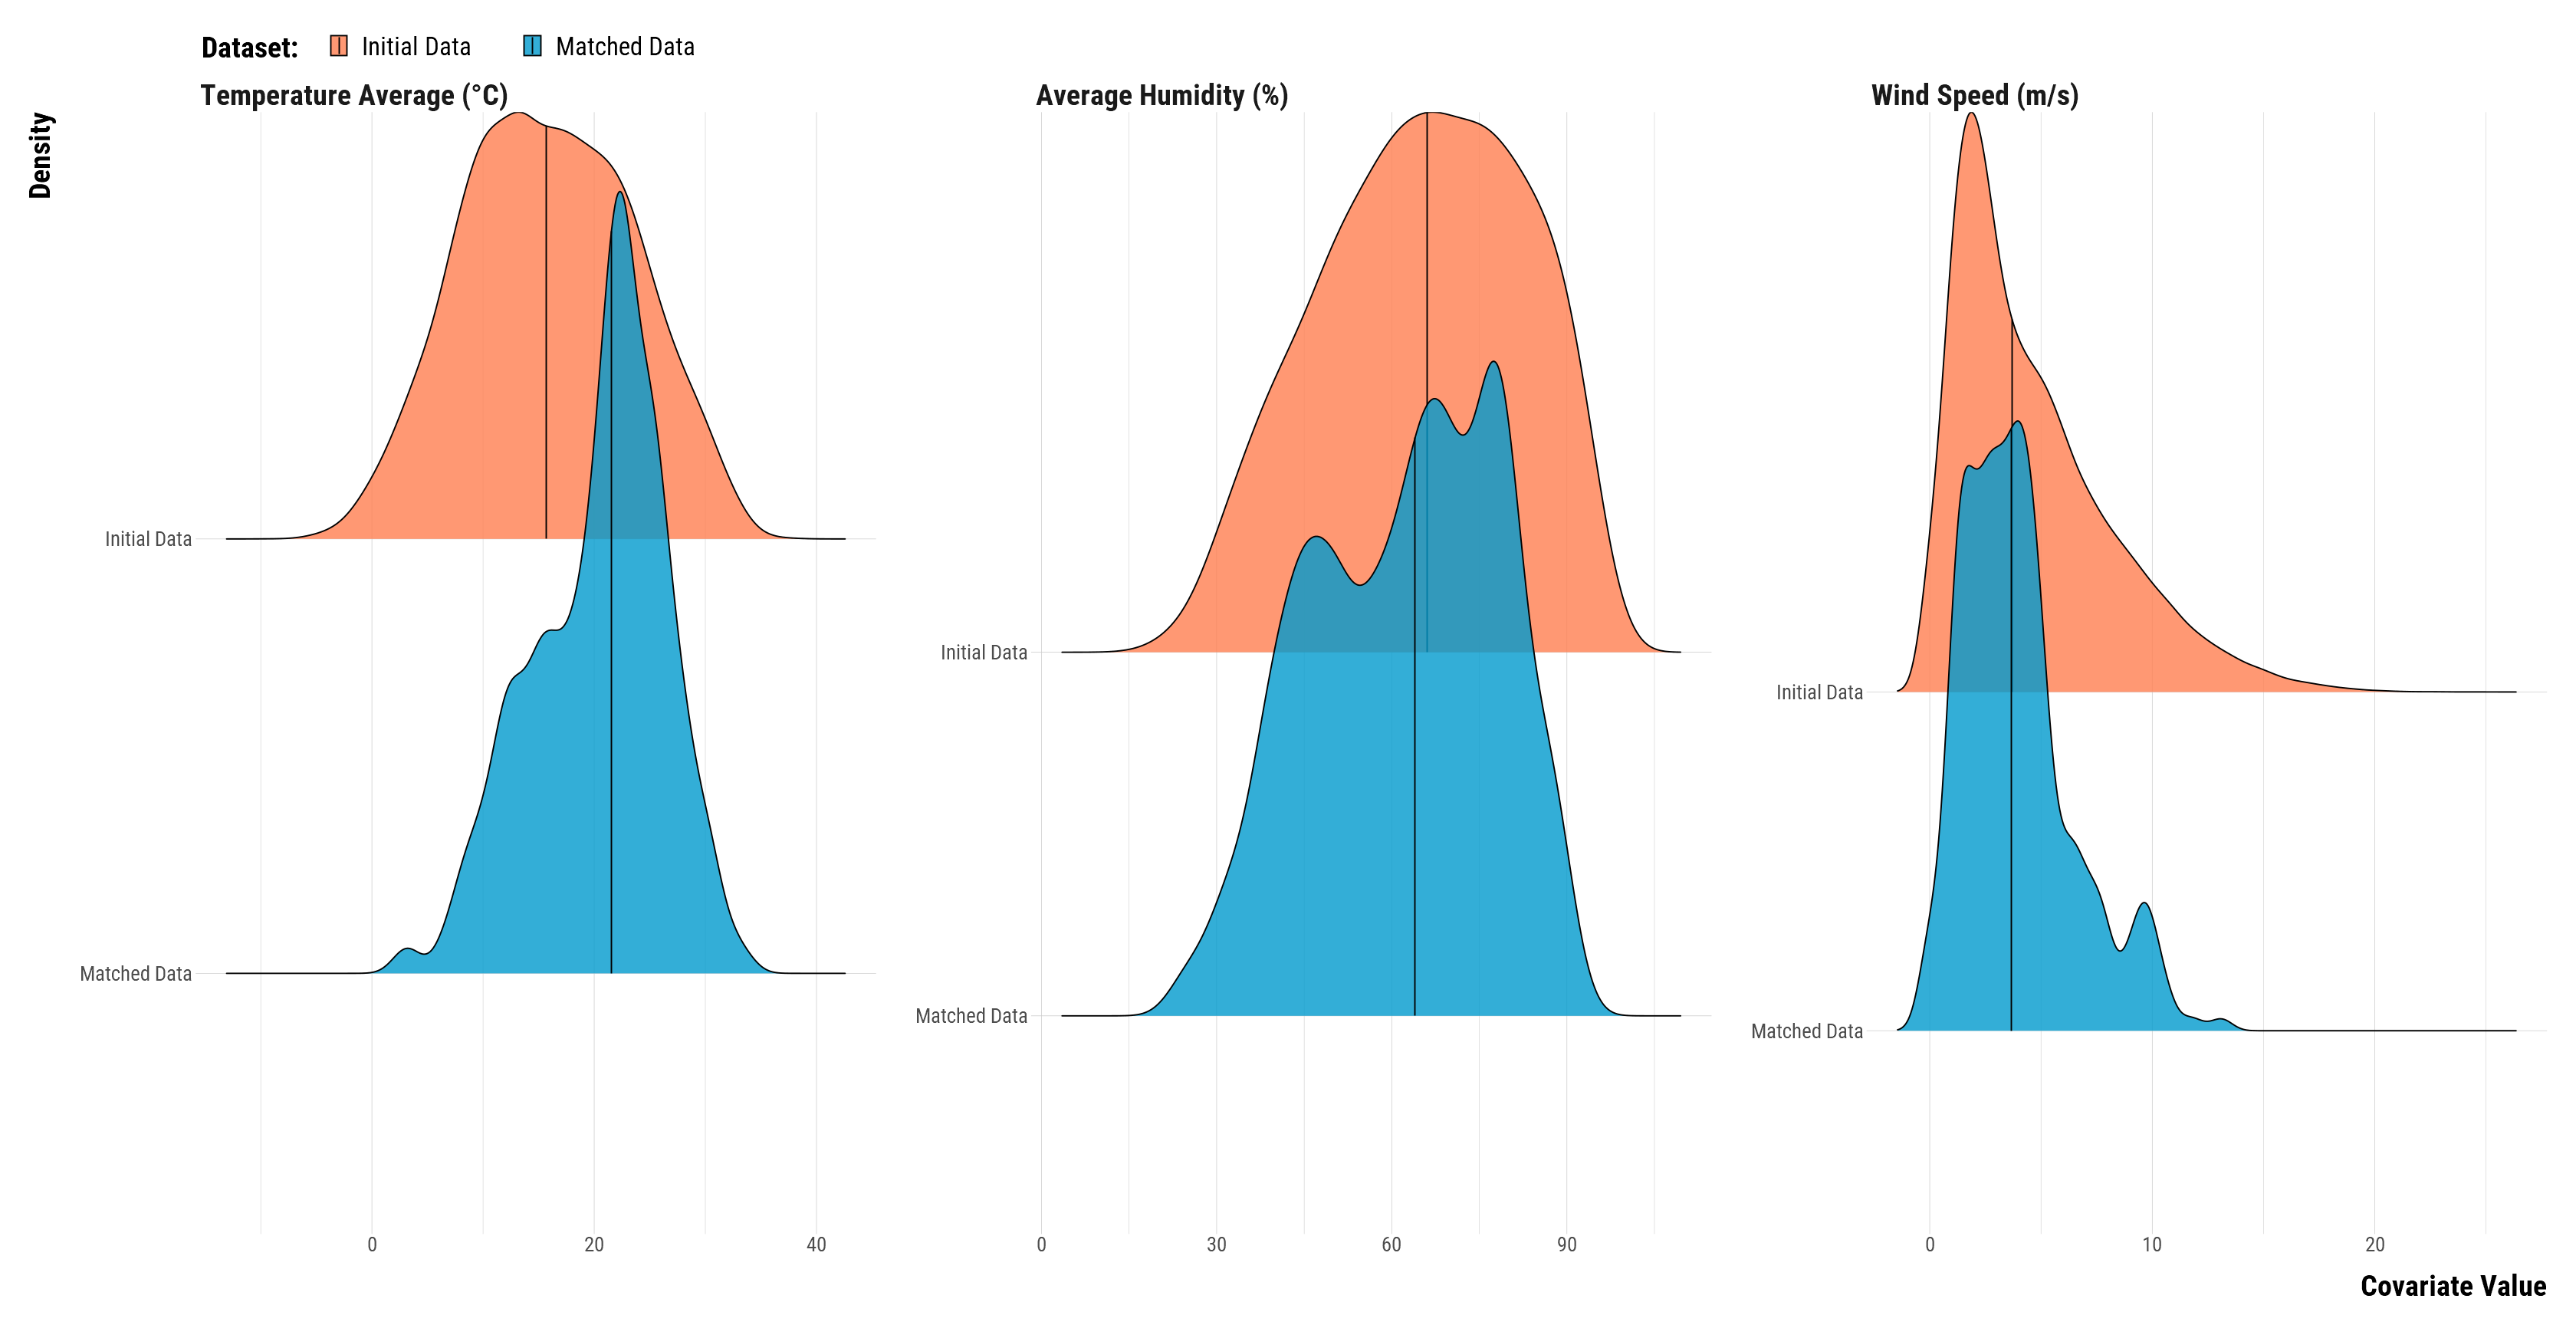 Dataset: Initial Data Matched Data
Temperature Average (°C) Average Humidity (%) Wind Speed (m/s)
Density
Initial Data
Matched Data
0 20 40
Initial Data
Matched Data
0 30 60 90
Initial Data
Matched Data
0 10 20
Covariate Value